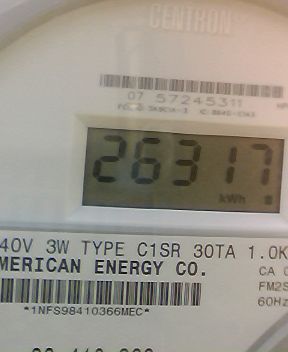 CENTRON
07 57245311
26317
kWh
40V 3W TYPE C1SR 30TA 1.0K
MERICAN ENERGY CO.
CA 0
FM2S
60Hz
*1NFS98410366MEC*